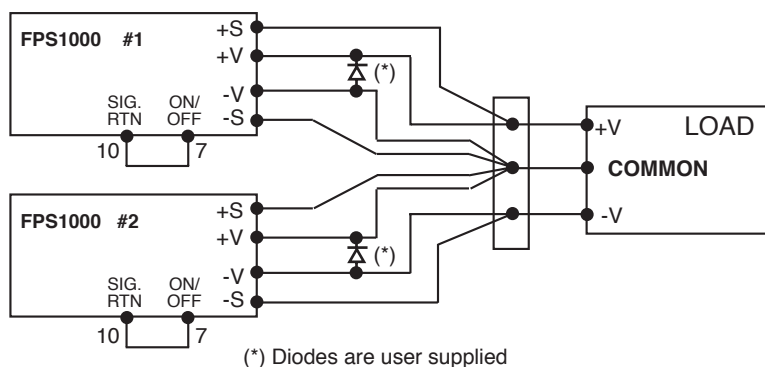 FPS1000 #1
+S
+V
(*)
-V
-S
SIG. RTN
ON/ OFF
10
7
+V
LOAD
COMMON
-V
FPS1000 #2
+S
+V
(*)
-V
-S
SIG. RTN
ON/ OFF
10
7
(*) Diodes are user supplied